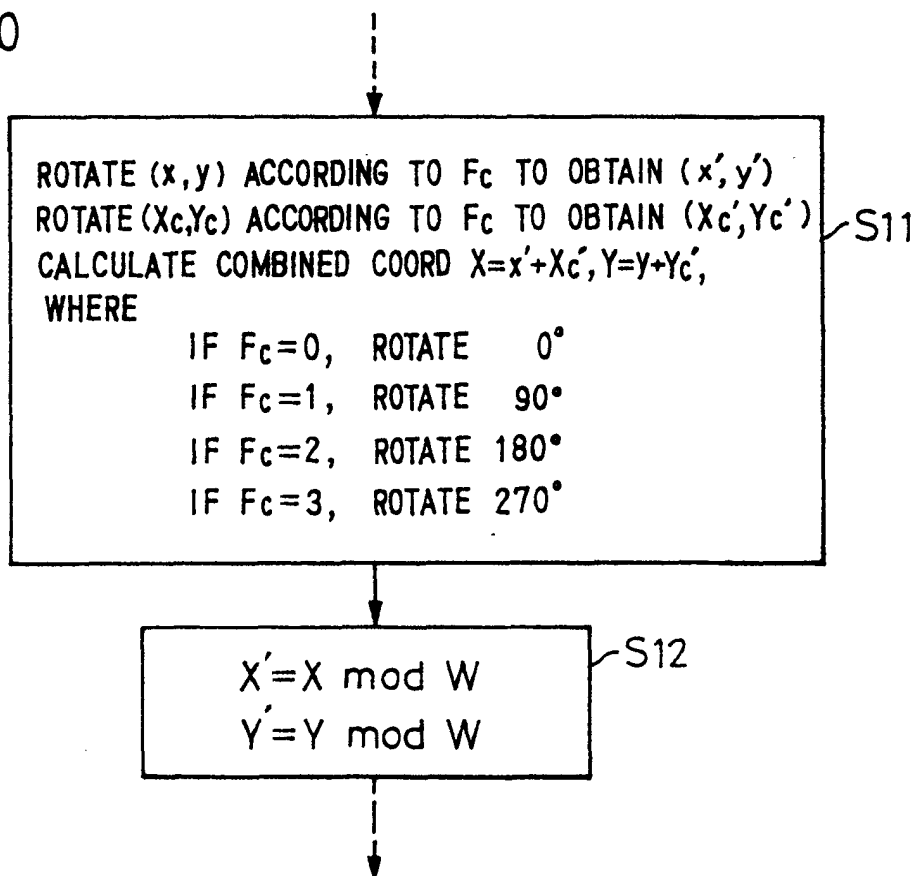 0
ROTATE (x,y) ACCORDING TO Fc TO OBTAIN (x′,y′)
ROTATE(Xc,Yc) ACCORDING TO Fc TO OBTAIN (Xc′,Yc′)
CALCULATE COMBINED COORD X=x′+Xc′,Y=y+Yc′,
WHERE
IF Fc=0, ROTATE 0°
IF Fc=1, ROTATE 90°
IF Fc=2, ROTATE 180°
IF Fc=3, ROTATE 270°
S11
X′=X mod W
Y′=Y mod W
S12